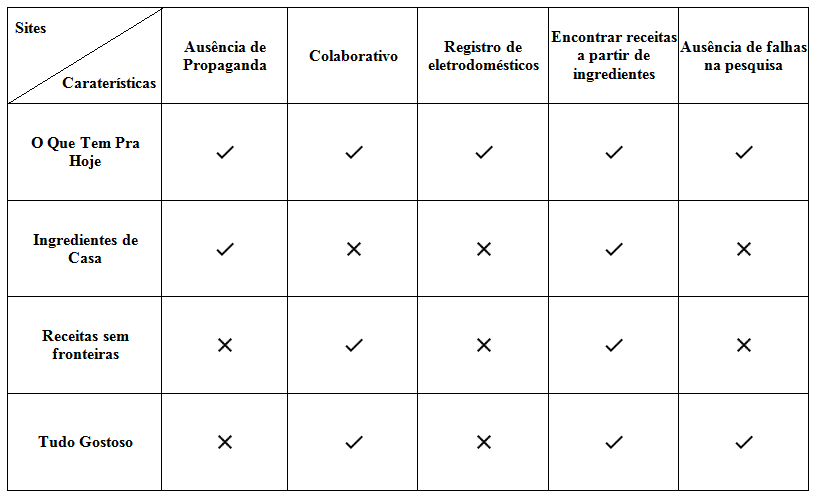 Sites
Caraterísticas
Ausência de
Propaganda
Colaborativo
Registro de
eletrodomésticos
Encontrar receitas
a partir de
ingredientes
Ausência de falhas
na pesquisa
O Que Tem Pra
Hoje
✓ ✓ ✓ ✓ ✓
Ingredientes de
Casa
✓ ✕ ✕ ✓ ✕
Receitas sem
fronteiras
✕ ✓ ✕ ✓ ✕
Tudo Gostoso
✕ ✓ ✕ ✓ ✓